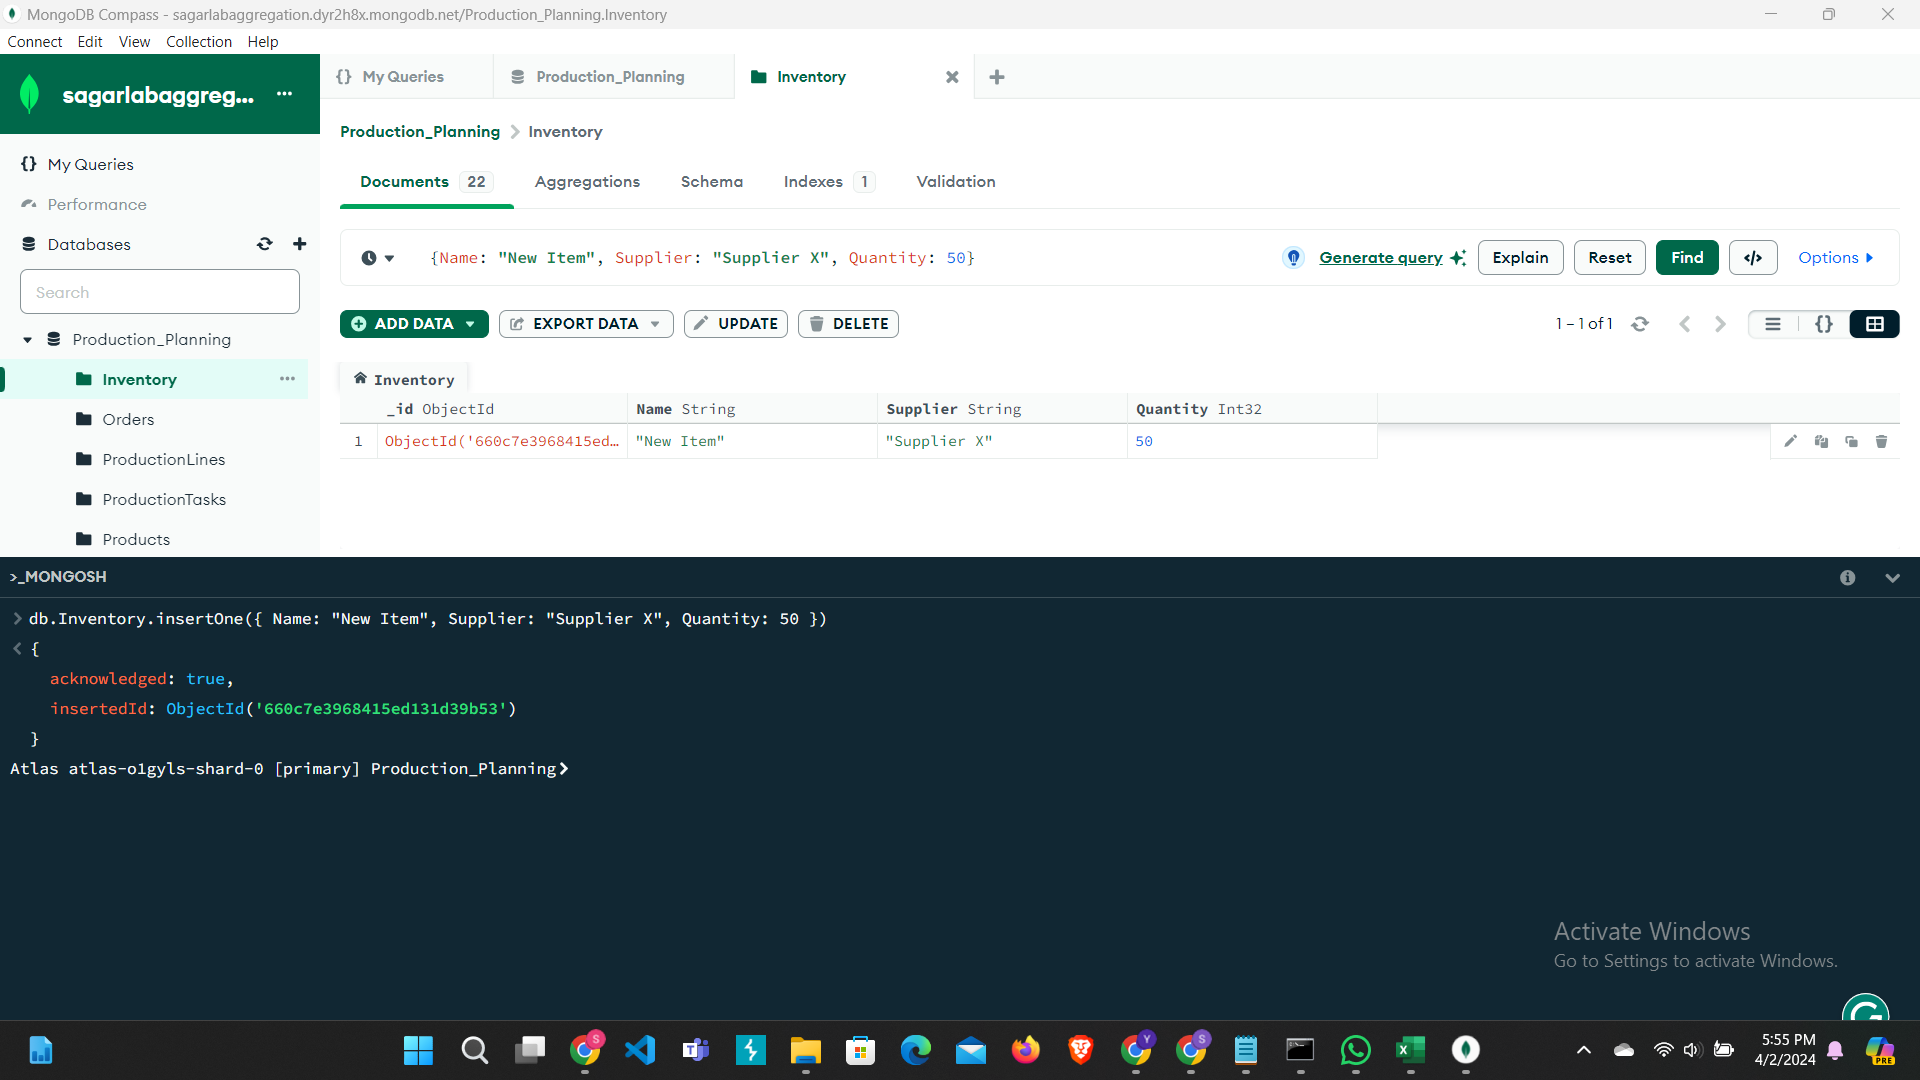 MongoDB Compass - sagarlabaggregation.dyr2h8x.mongodb.net/Production_Planning.Inventory
Connect Edit View Collection Help
sagarlabaggreg...
My Queries
Production_Planning
Inventory
Production_Planning > Inventory
My Queries
Performance
Databases
Search
Production_Planning
Inventory
Orders
ProductionLines
ProductionTasks
Products
Documents 22 Aggregations Schema Indexes 1 Validation
{Name: "New Item", Supplier: "Supplier X", Quantity: 50}
Generate query Explain Reset Find </> Options
ADD DATA EXPORT DATA UPDATE DELETE
1 – 1 of 1
{}
Inventory
_id ObjectId Name String Supplier String Quantity Int32
1 ObjectId('660c7e3968415ed… "New Item" "Supplier X" 50
>_MONGOSH
> db.Inventory.insertOne({ Name: "New Item", Supplier: "Supplier X", Quantity: 50 })
< {
acknowledged: true,
insertedId: ObjectId('660c7e3968415ed131d39b53')
}
Atlas atlas-o1gyls-shard-0 [primary] Production_Planning>
Activate Windows
Go to Settings to activate Windows.
S
Y
S
PRE
5:55 PM
4/2/2024